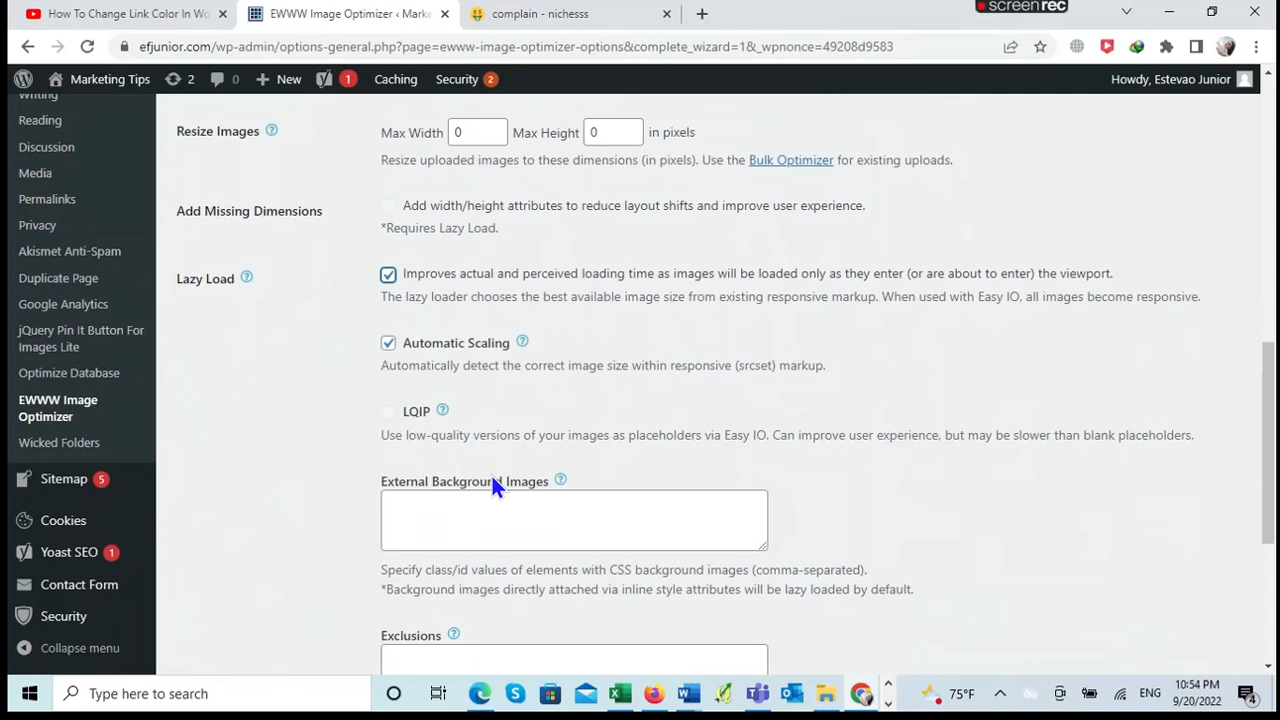 screenrec
How To Change Link Color In Wo
EWWW Image Optimizer ‹ Marke
complain - nichesss
efjunior.com/wp-admin/options-general.php?page=ewww-image-optimizer-options&complete_wizard=1&_wpnonce=49208d9583
Marketing Tips 2 0 New 1 Caching Security 2 Howdy, Estevao Junior
Writing
Reading
Discussion
Media
Permalinks
Privacy
Akismet Anti-Spam
Duplicate Page
Google Analytics
jQuery Pin It Button For
Images Lite
Optimize Database
EWWW Image
Optimizer
Wicked Folders
Sitemap 5
Cookies
Yoast SEO 1
Contact Form
Security
Collapse menu
Resize Images
Max Width 0 Max Height 0 in pixels
Resize uploaded images to these dimensions (in pixels). Use the Bulk Optimizer for existing uploads.
Add Missing Dimensions
Add width/height attributes to reduce layout shifts and improve user experience.
*Requires Lazy Load.
Lazy Load
Improves actual and perceived loading time as images will be loaded only as they enter (or are about to enter) the viewport.
The lazy loader chooses the best available image size from existing responsive markup. When used with Easy IO, all images become responsive.
Automatic Scaling
Automatically detect the correct image size within responsive (srcset) markup.
LQIP
Use low-quality versions of your images as placeholders via Easy IO. Can improve user experience, but may be slower than blank placeholders.
External Background Images
Specify class/id values of elements with CSS background images (comma-separated).
*Background images directly attached via inline style attributes will be lazy loaded by default.
Exclusions
Type here to search
75°F
ENG
10:54 PM
9/20/2022
4